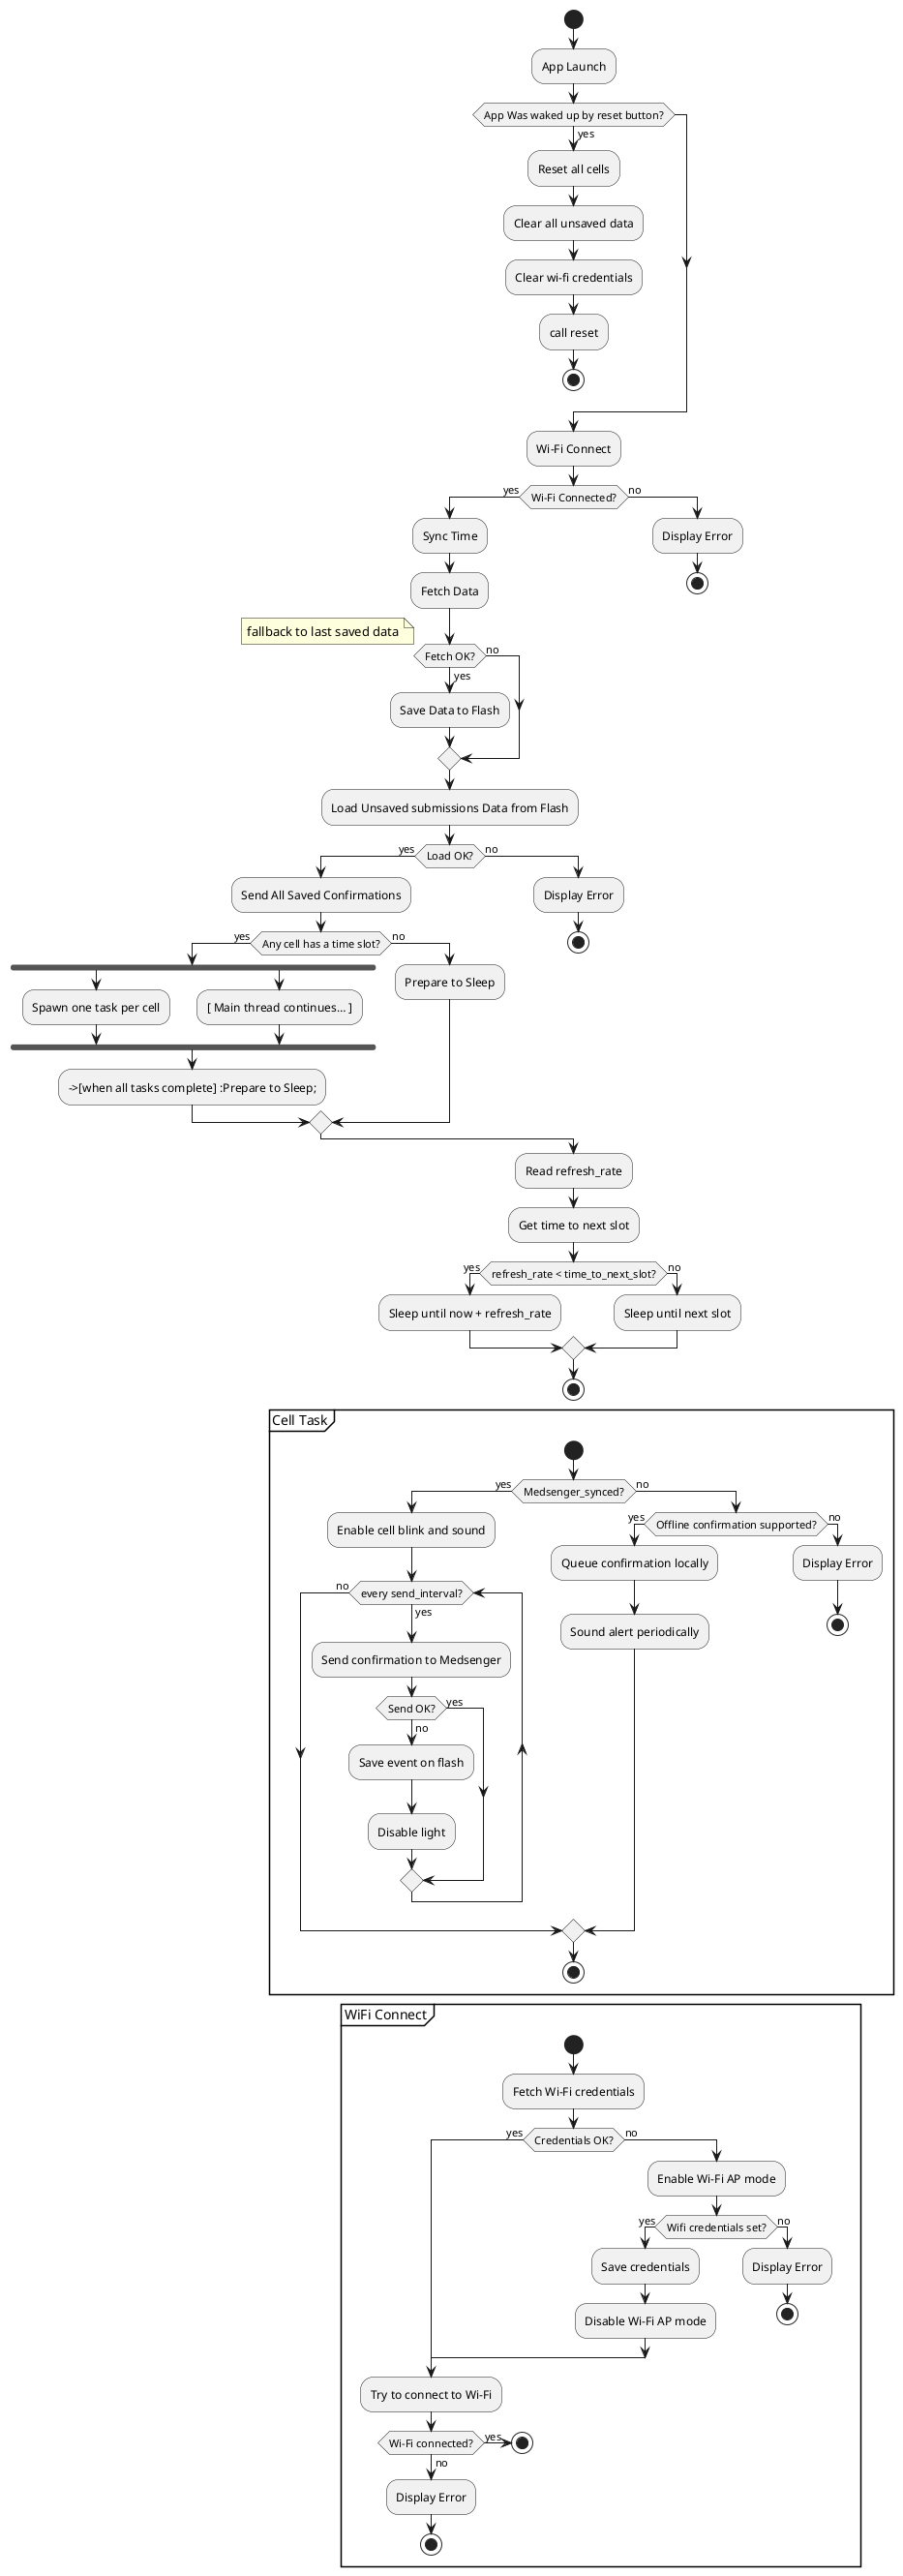 App Launch
App Was waked up by reset button?
yes
Reset all cells
Clear all unsaved data
Clear wi-fi credentials
call reset
Wi-Fi Connect
yes
Wi-Fi Connected?
no
Sync Time
Display Error
Fetch Data
fallback to last saved data
Fetch OK?
no
yes
Save Data to Flash
Load Unsaved submissions Data from Flash
yes
Load OK?
no
Send All Saved Confirmations
Display Error
yes
Any cell has a time slot?
no
Spawn one task per cell
[ Main thread continues... ]
Prepare to Sleep
->[when all tasks complete] :Prepare to Sleep;
Read refresh_rate
Get time to next slot
yes
refresh_rate < time_to_next_slot?
no
Sleep until now + refresh_rate
Sleep until next slot
Cell Task
yes
Medsenger_synced?
no
Enable cell blink and sound
yes
Offline confirmation supported?
no
Queue confirmation locally
Display Error
no
every send_interval?
yes
Sound alert periodically
Send confirmation to Medsenger
Send OK?
yes
no
Save event on flash
Disable light
WiFi Connect
Fetch Wi-Fi credentials
yes
Credentials OK?
no
Enable Wi-Fi AP mode
yes
Wifi credentials set?
no
Save credentials
Display Error
Disable Wi-Fi AP mode
Try to connect to Wi-Fi
Wi-Fi connected?
yes
no
Display Error